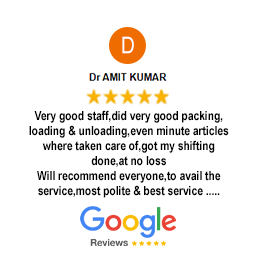 D
Dr AMIT KUMAR
Very good staff,did very good packing,
loading & unloading,even minute articles
where taken care of,got my shifting
done,at no loss
Will recommend everyone,to avail the
service,most polite & best service .....
Google
Reviews